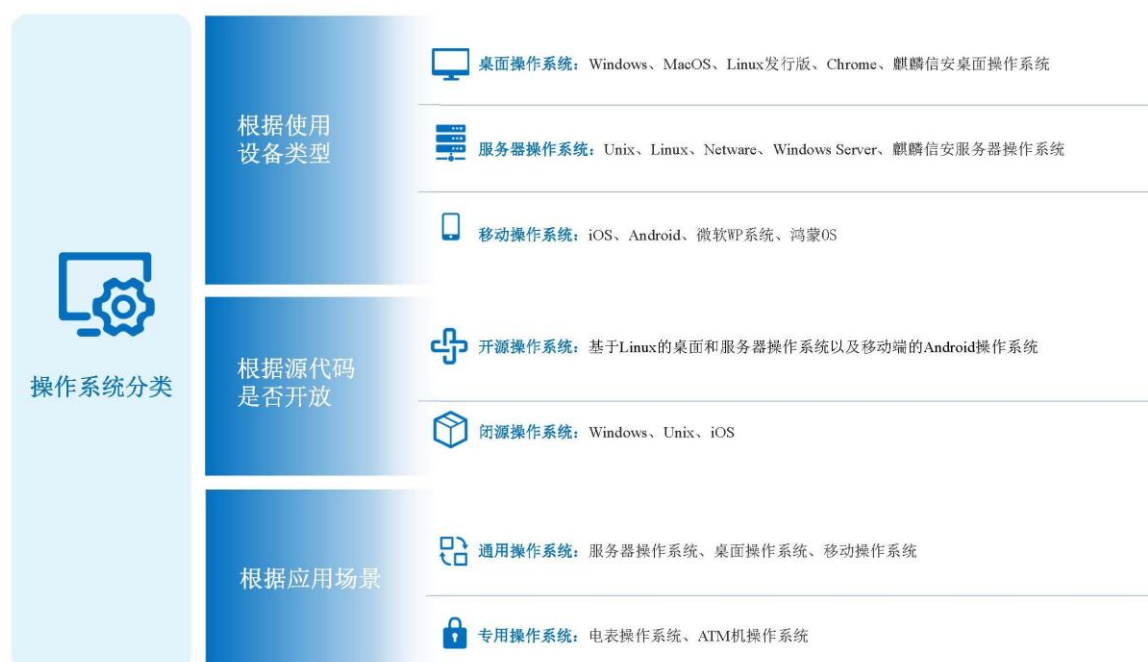 操作系统分类
根据使用
设备类型
桌面操作系统：Windows、MacOS、Linux发行版、Chrome、麒麟信安桌面操作系统
服务器操作系统：Unix、Linux、Netware、Windows Server、麒麟信安服务器操作系统
移动操作系统：iOS、Android、微软WP系统、鸿蒙OS
根据源代码
是否开放
开源操作系统：基于Linux的桌面和服务器操作系统以及移动端的Android操作系统
闭源操作系统：Windows、Unix、iOS
根据应用场景
通用操作系统：服务器操作系统、桌面操作系统、移动操作系统
专用操作系统：电表操作系统、ATM机操作系统